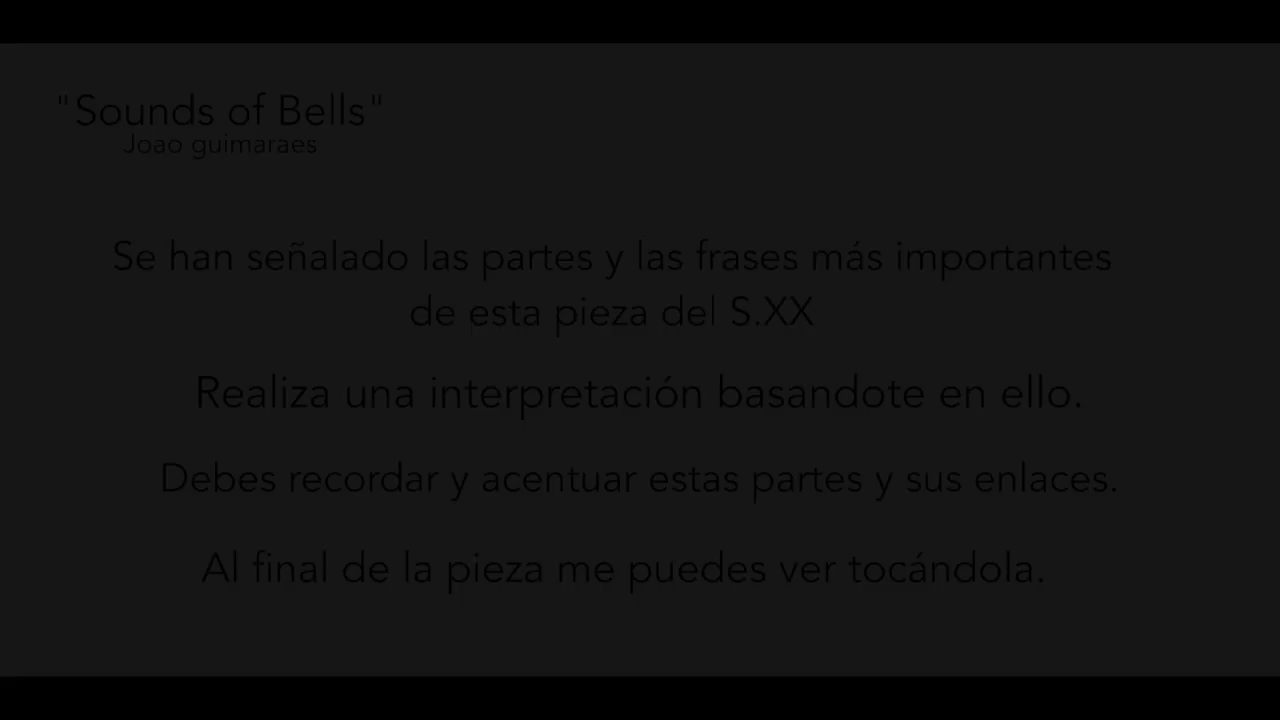 "Sounds of Bells"
Joao guimaraes
Se han señalado las partes y las frases más importantes
de esta pieza del S.XX
Realiza una interpretación basandote en ello.
Debes recordar y acentuar estas partes y sus enlaces.
Al final de la pieza me puedes ver tocándola.